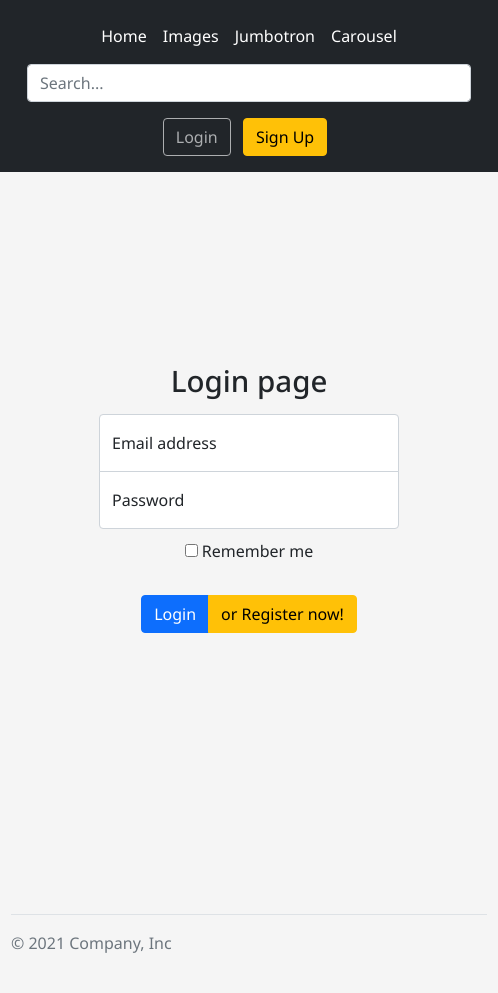 Home Images Jumbotron Carousel
Search...
Login Sign Up
Login page
Email address
Password
Remember me
Login or Register now!
© 2021 Company, Inc